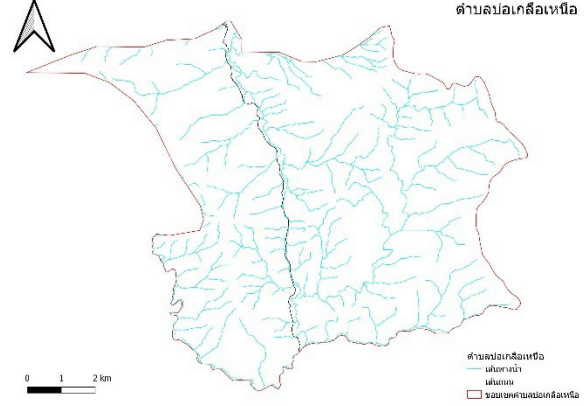 ตำบลบ่อเกลือเหนือ
ตำบลบ่อเกลือเหนือ
เส้นทางน้ำ
เส้นถนน
ขอบเขตตำบลบ่อเกลือเหนือ
0 1 2 km